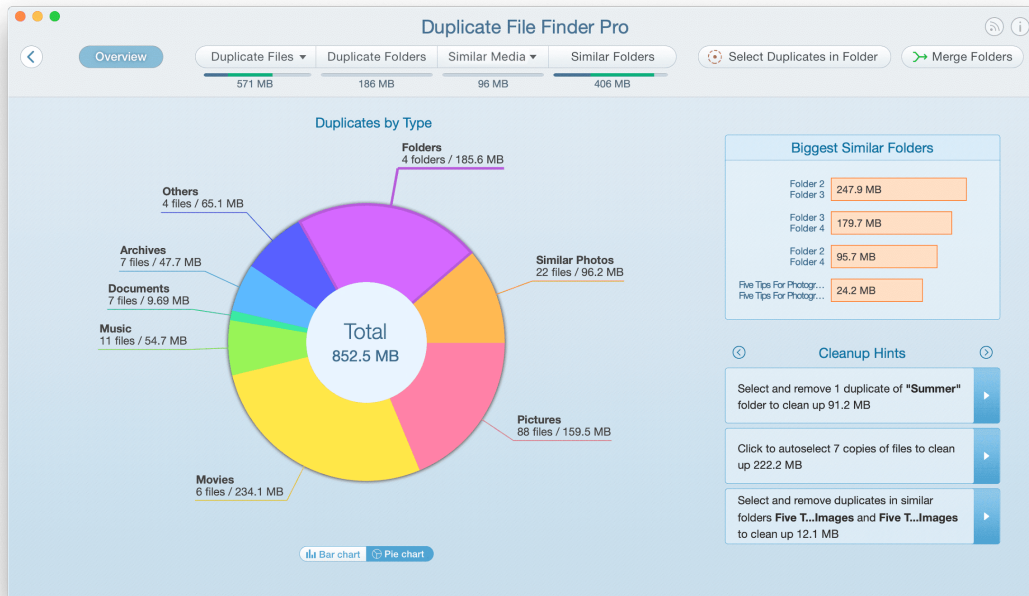 Duplicate File Finder Pro
Overview
Duplicate Files
Duplicate Folders
Similar Media
Similar Folders
Select Duplicates in Folder
Merge Folders
571 MB
186 MB
96 MB
406 MB
Duplicates by Type
Folders
4 folders / 185.6 MB
Others
4 files / 65.1 MB
Archives
7 files / 47.7 MB
Documents
7 files / 9.69 MB
Music
11 files / 54.7 MB
Movies
6 files / 234.1 MB
Similar Photos
22 files / 96.2 MB
Pictures
88 files / 159.5 MB
Total
852.5 MB
Bar chart
Pie chart
Biggest Similar Folders
Folder 2
Folder 3
247.9 MB
Folder 3
Folder 4
179.7 MB
Folder 2
Folder 4
95.7 MB
Five Tips For Photogr...
Five Tips For Photogr...
24.2 MB
Cleanup Hints
Select and remove 1 duplicate of "Summer"
folder to clean up 91.2 MB
Click to autoselect 7 copies of files to clean
up 222.2 MB
Select and remove duplicates in similar
folders Five T...Images and Five T...Images
to clean up 12.1 MB